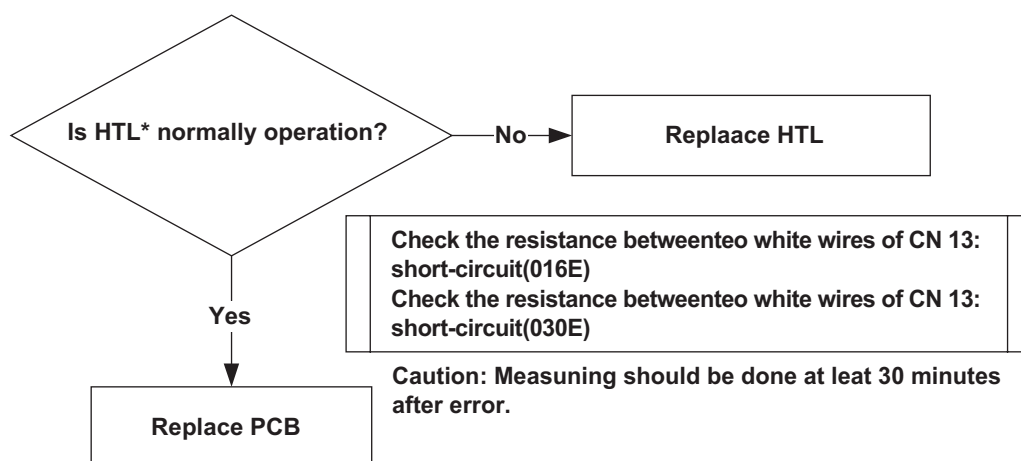 Is HTL* normally operation?
No
Replaace HTL
Check the resistance betweenteo white wires of CN 13:
short-circuit(016E)
Check the resistance betweenteo white wires of CN 13:
short-circuit(030E)
Yes
Caution: Measuning should be done at leat 30 minutes
after error.
Replace PCB